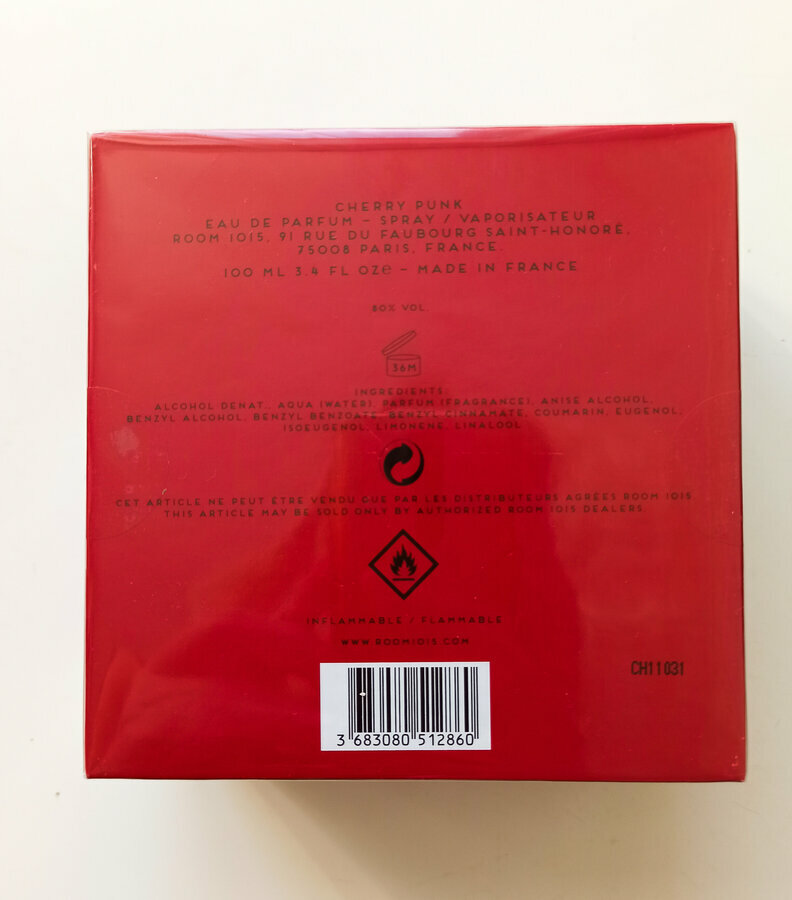 CHERRY PUNK
EAU DE PARFUM – SPRAY / VAPORISATEUR
ROOM 1015, 91 RUE DU FAUBOURG SAINT-HONORÉ,
75008 PARIS, FRANCE.
100 ML 3.4 FL OZe – MADE IN FRANCE
80% VOL.
36M
INGREDIENTS
ALCOHOL DENAT., AQUA (WATER), PARFUM (FRAGRANCE), ANISE ALCOHOL,
BENZYL ALCOHOL, BENZYL BENZOATE, BENZYL CINNAMATE, COUMARIN, EUGENOL,
ISOEUGENOL, LIMONENE, LINALOOL
CET ARTICLE NE PEUT ÊTRE VENDU QUE PAR LES DISTRIBUTEURS AGRÉES ROOM 1015
THIS ARTICLE MAY BE SOLD ONLY BY AUTHORIZED ROOM 1015 DEALERS.
INFLAMMABLE / FLAMMABLE
WWW.ROOM1015.COM
CH11031
3 683080 512860